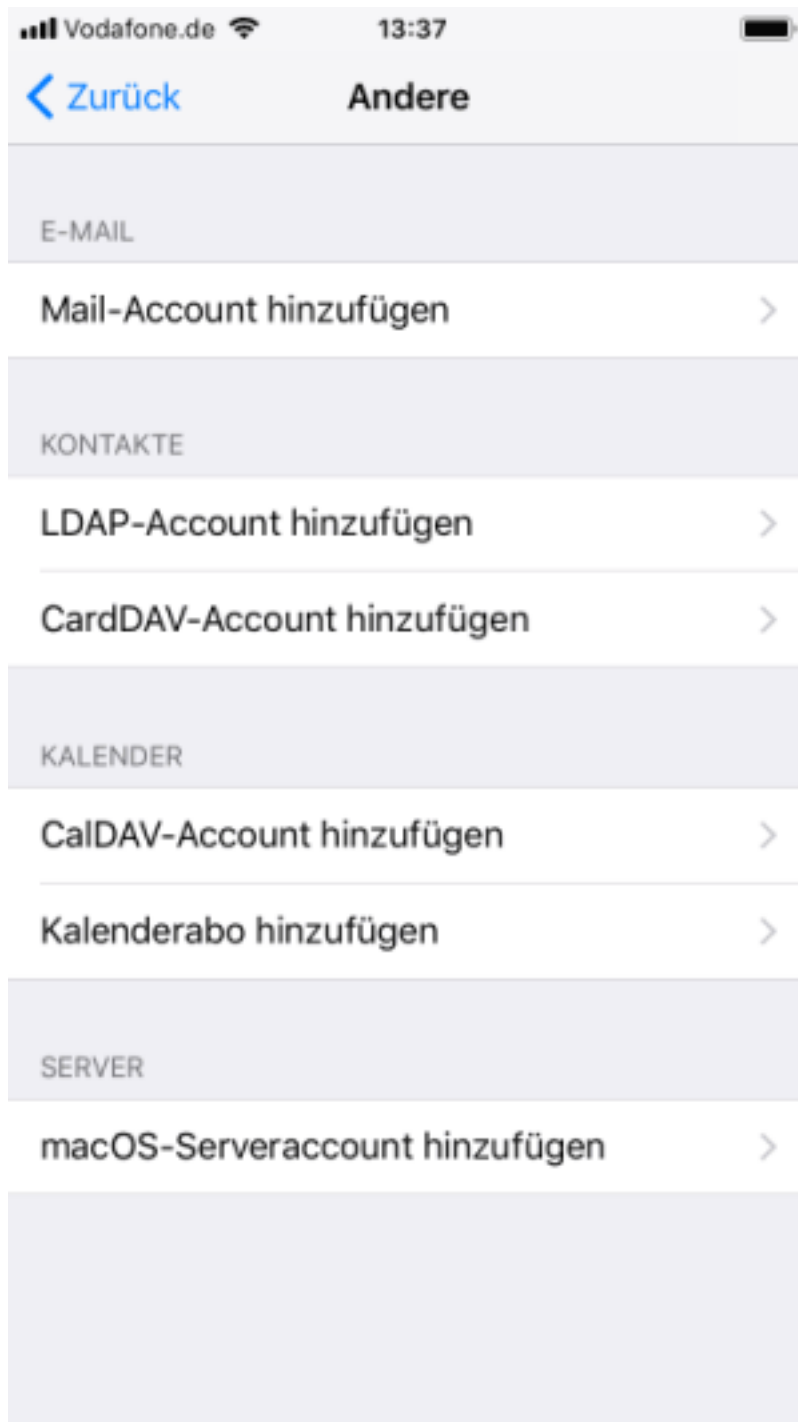 Vodafone.de 13:37
Zurück Andere
E-MAIL
Mail-Account hinzufügen
KONTAKTE
LDAP-Account hinzufügen
CardDAV-Account hinzufügen
KALENDER
CalDAV-Account hinzufügen
Kalenderabo hinzufügen
SERVER
macOS-Serveraccount hinzufügen